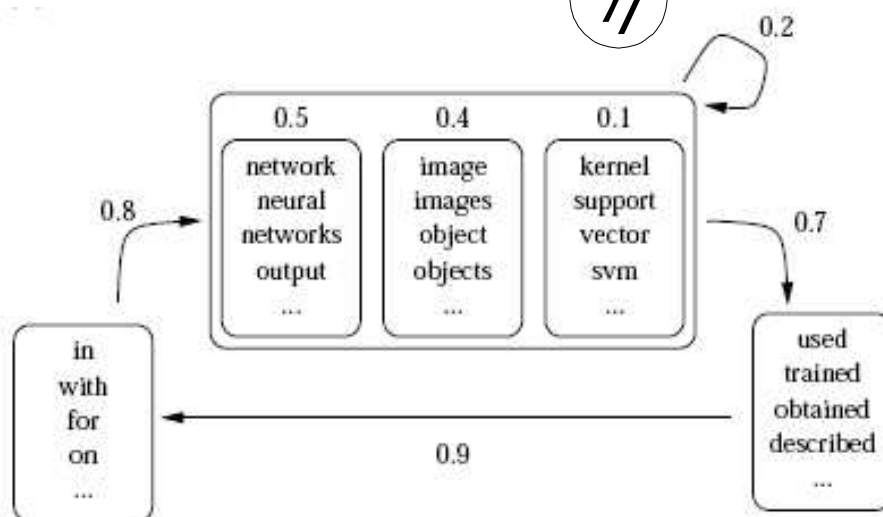 0.2
0.5 0.4 0.1
network image kernel
neural images support
networks object vector
output objects svm
... ... ...
0.8
0.7
in
with
for
on
...
used
trained
obtained
described
...
0.9